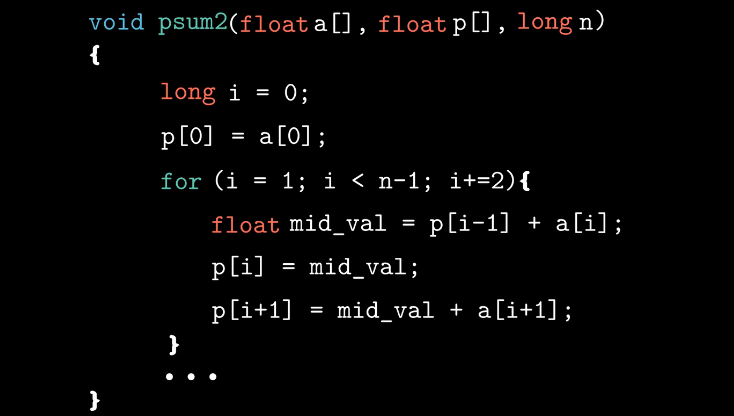 void psum2(float a[], float p[], long n)
{
long i = 0;
p[0] = a[0];
for (i = 1; i < n-1; i+=2){
float mid_val = p[i-1] + a[i];
p[i] = mid_val;
p[i+1] = mid_val + a[i+1];
}
...
}